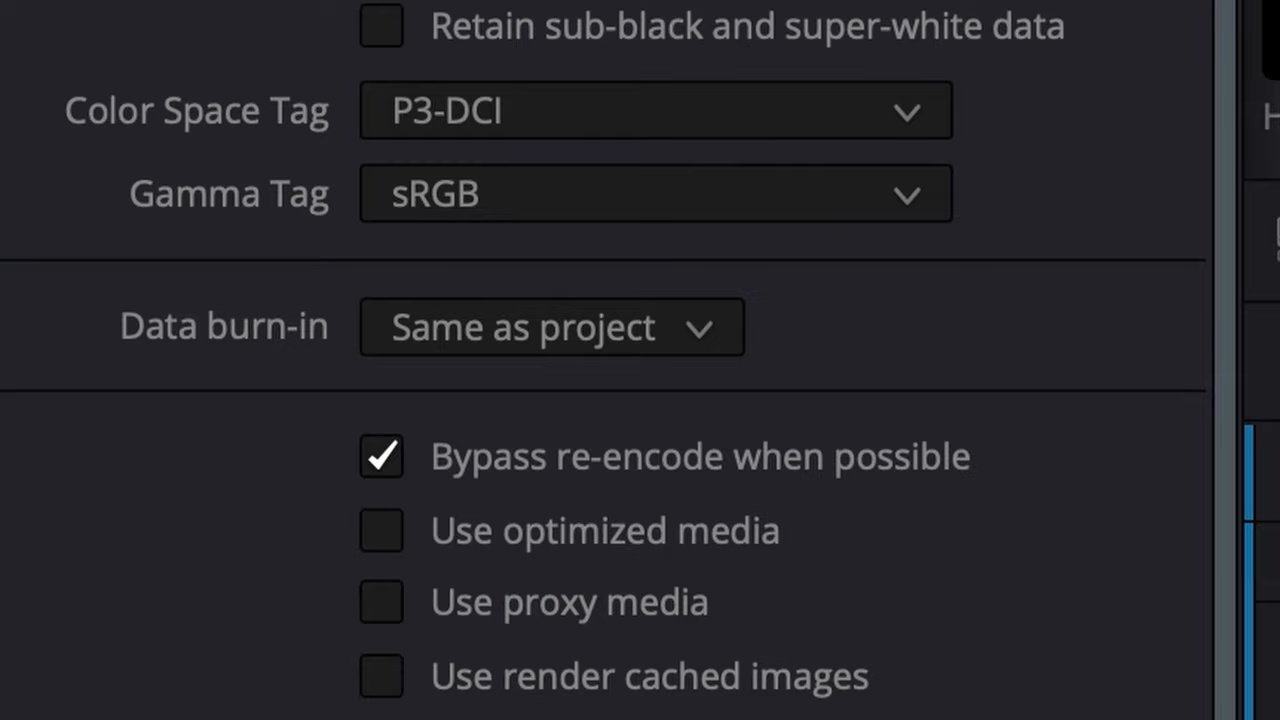 Retain sub-black and super-white data
Color Space Tag P3-DCI
Gamma Tag sRGB
Data burn-in Same as project
Bypass re-encode when possible
Use optimized media
Use proxy media
Use render cached images